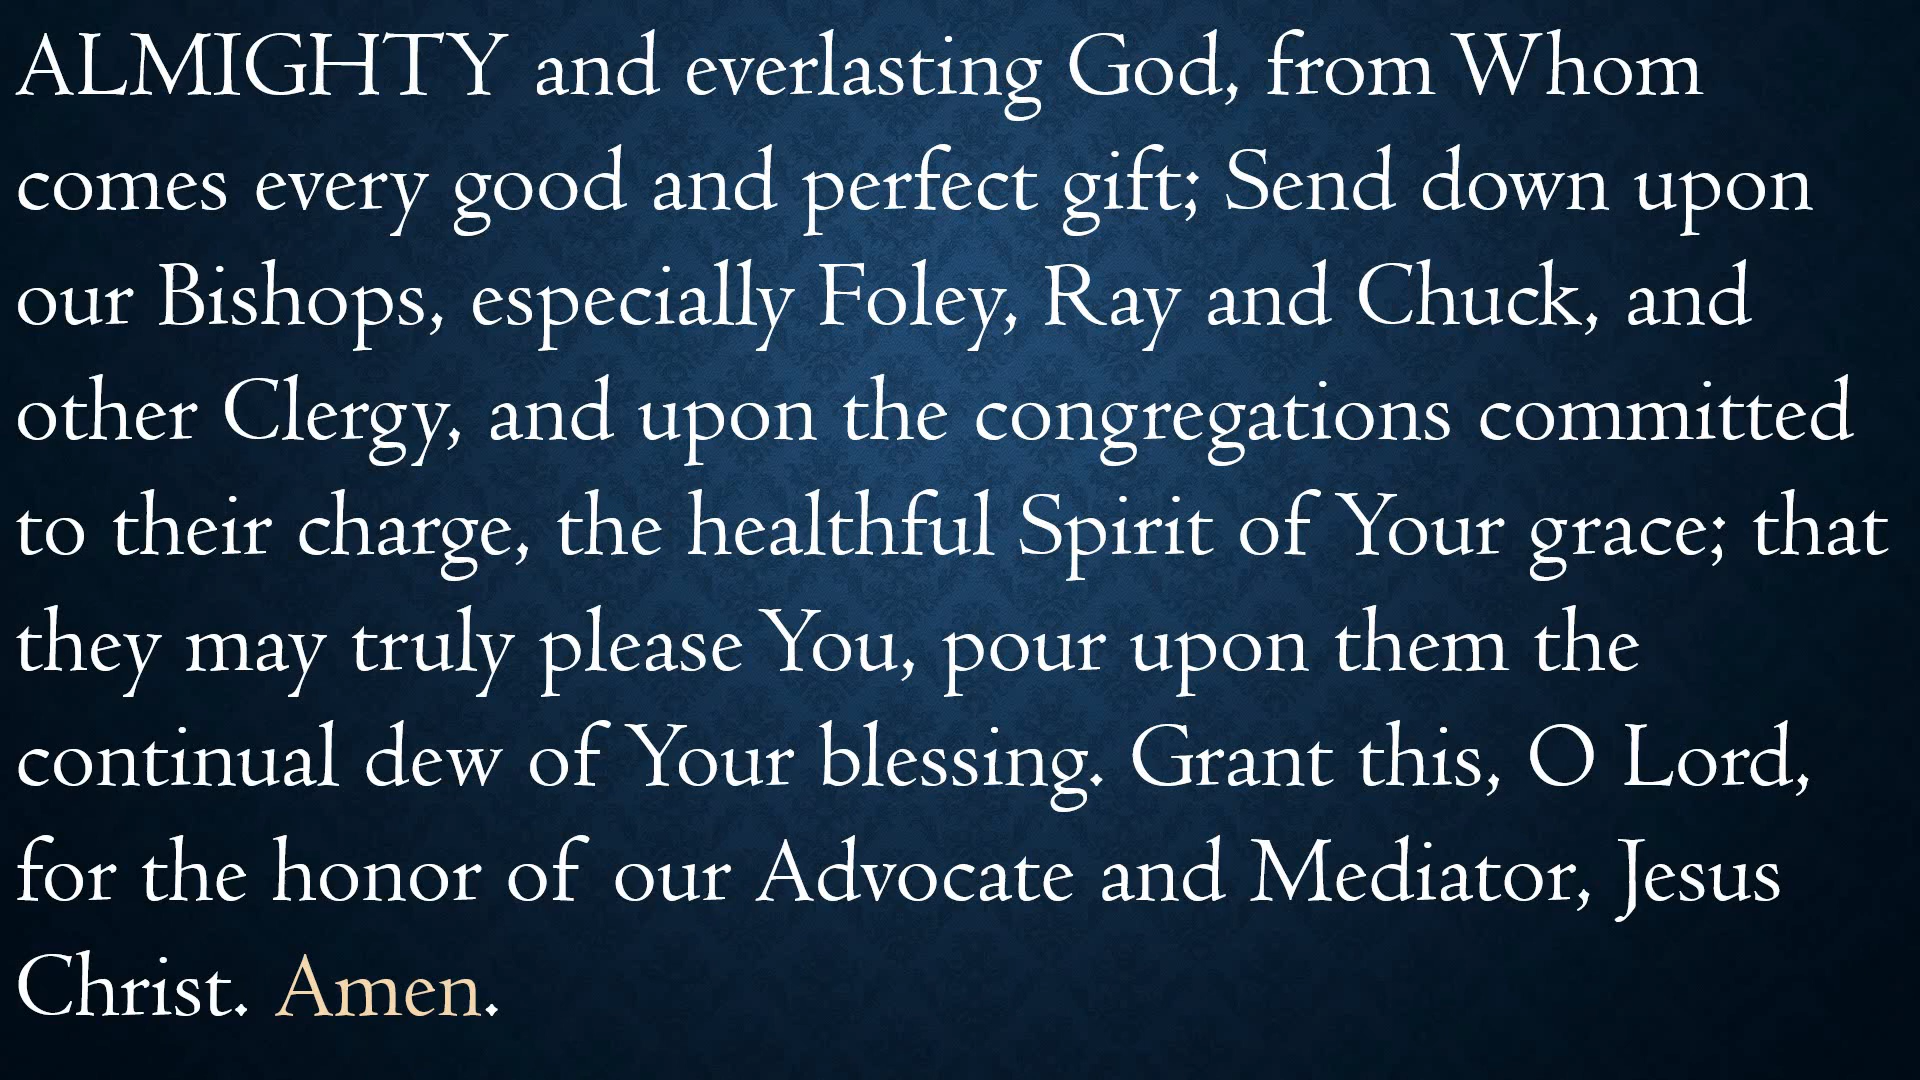 ALMIGHTY and everlasting God, from Whom
comes every good and perfect gift; Send down upon
our Bishops, especially Foley, Ray and Chuck, and
other Clergy, and upon the congregations committed
to their charge, the healthful Spirit of Your grace; that
they may truly please You, pour upon them the
continual dew of Your blessing. Grant this, O Lord,
for the honor of our Advocate and Mediator, Jesus
Christ. Amen.